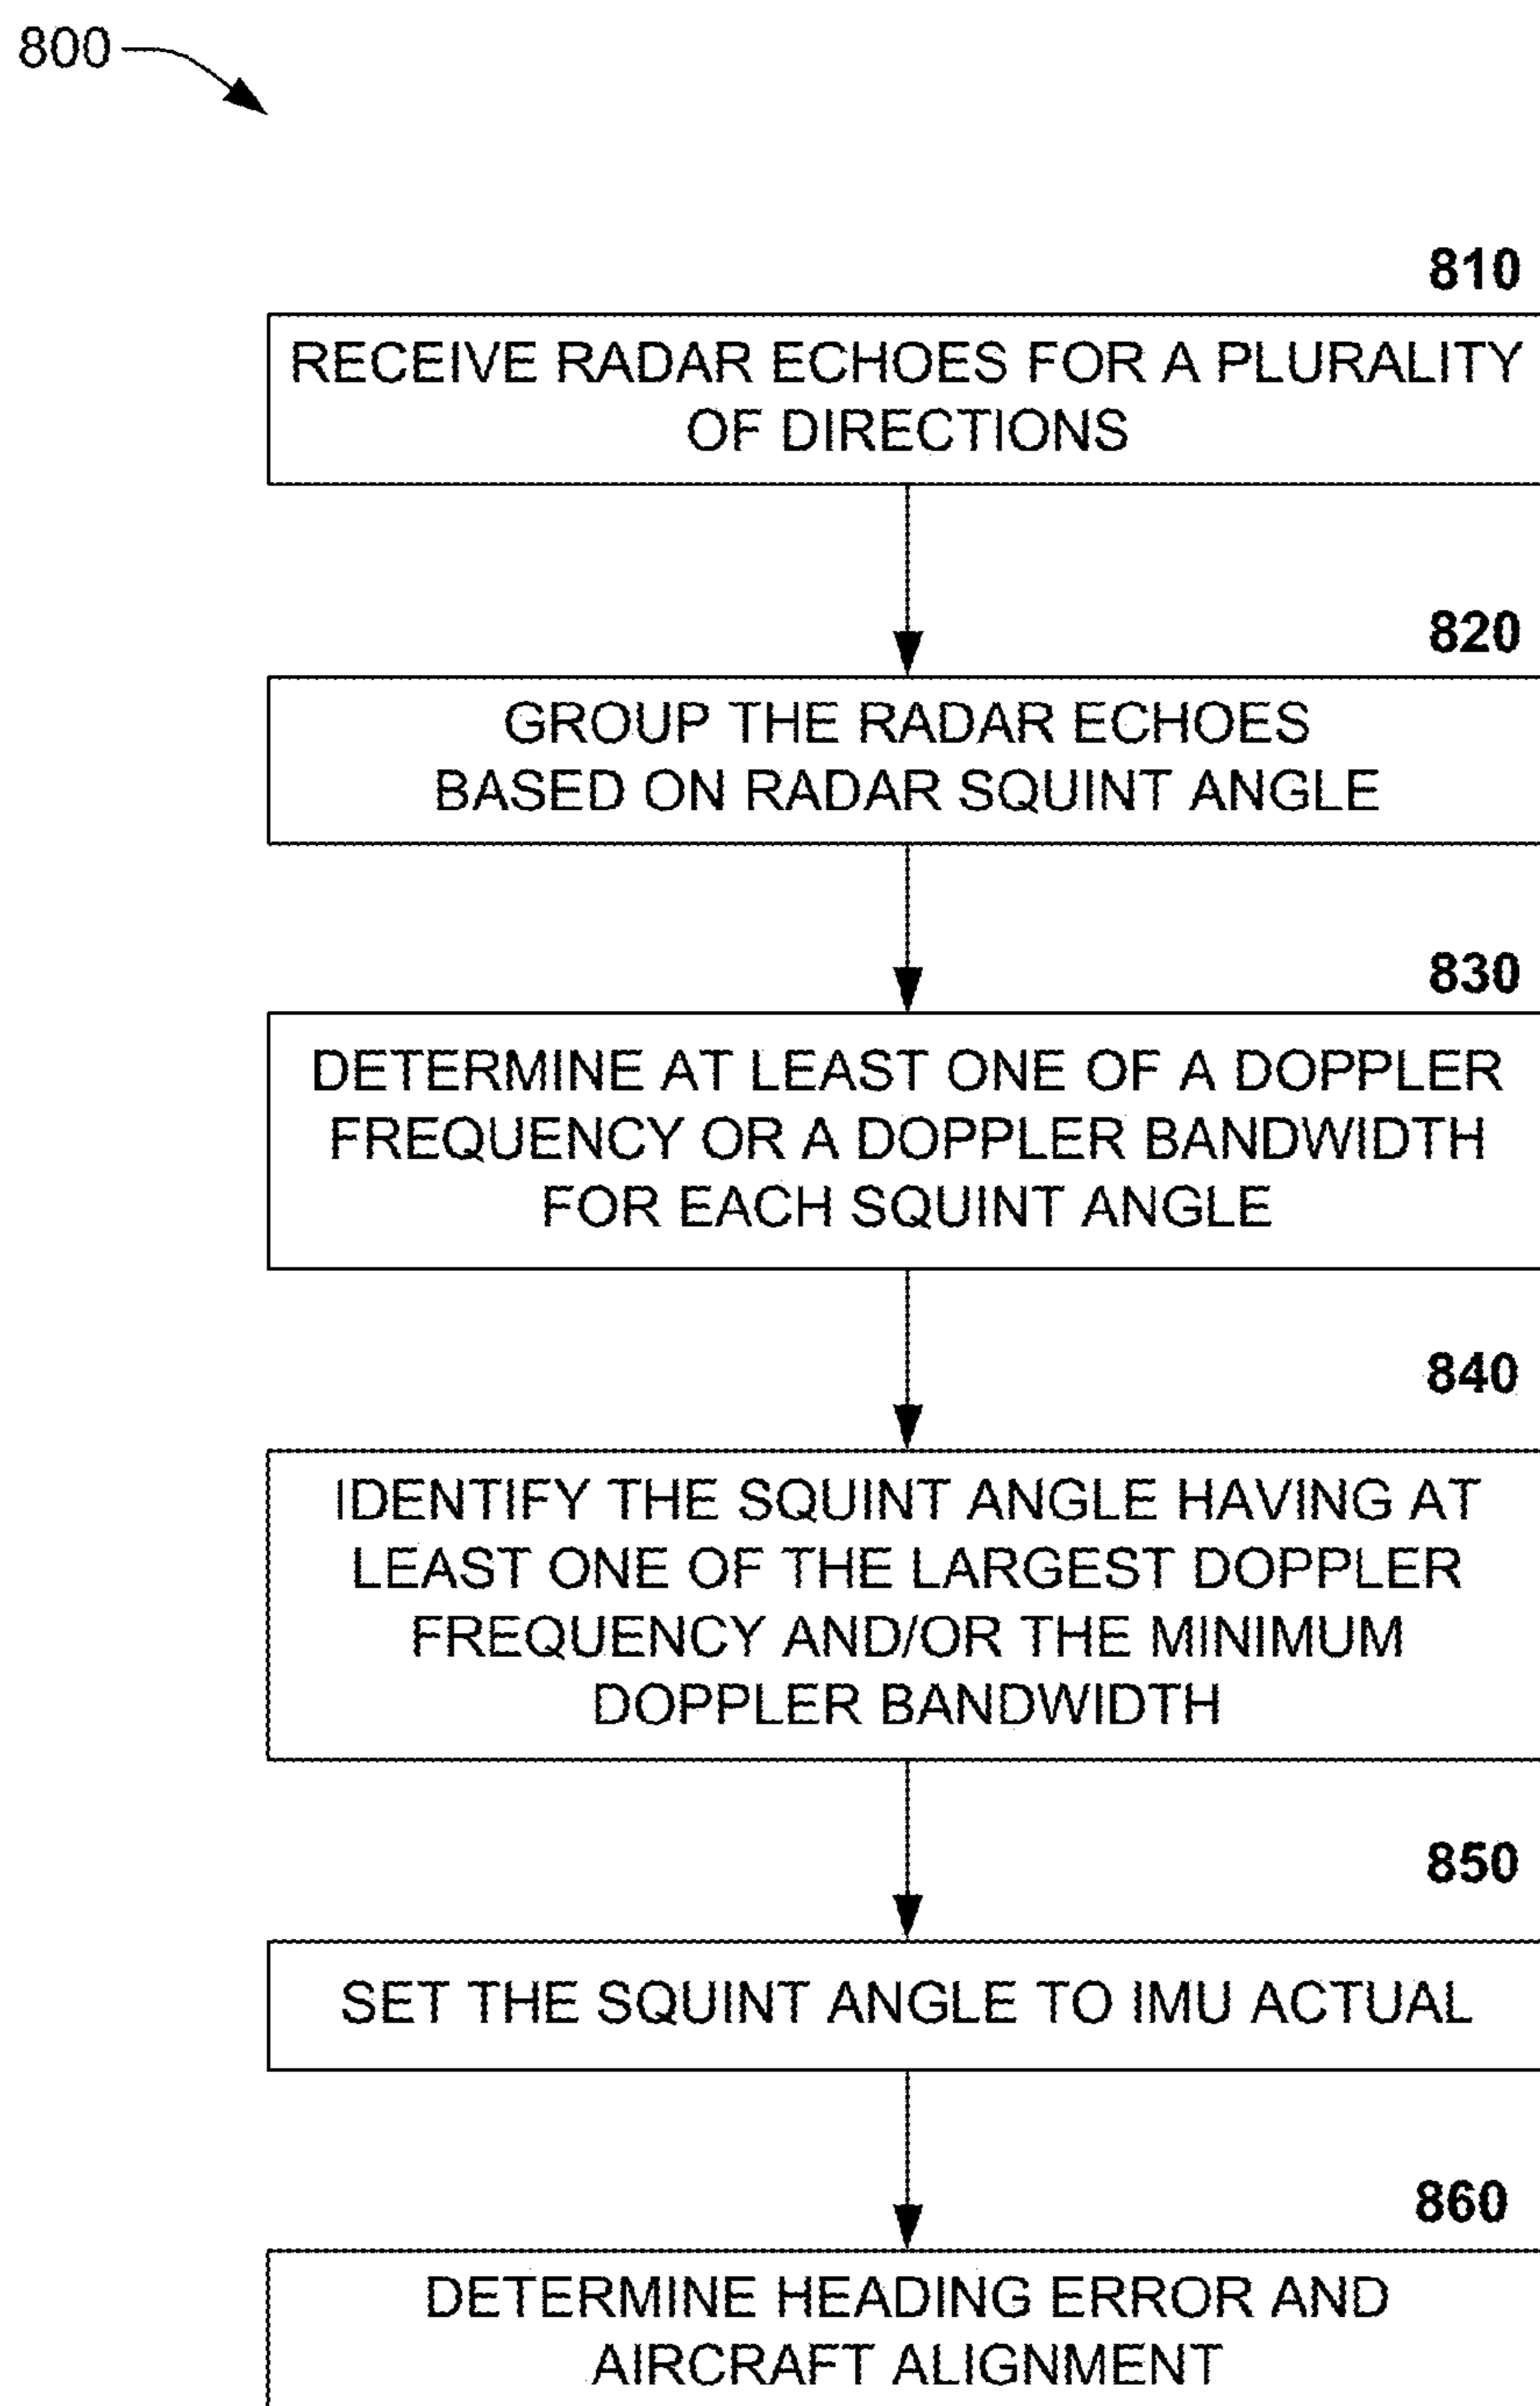 800
810
RECEIVE RADAR ECHOES FOR A PLURALITY
OF DIRECTIONS
820
GROUP THE RADAR ECHOES
BASED ON RADAR SQUINT ANGLE
830
DETERMINE AT LEAST ONE OF A DOPPLER
FREQUENCY OR A DOPPLER BANDWIDTH
FOR EACH SQUINT ANGLE
840
IDENTIFY THE SQUINT ANGLE HAVING AT
LEAST ONE OF THE LARGEST DOPPLER
FREQUENCY AND/OR THE MINIMUM
DOPPLER BANDWIDTH
850
SET THE SQUINT ANGLE TO IMU ACTUAL
860
DETERMINE HEADING ERROR AND
AIRCRAFT ALIGNMENT